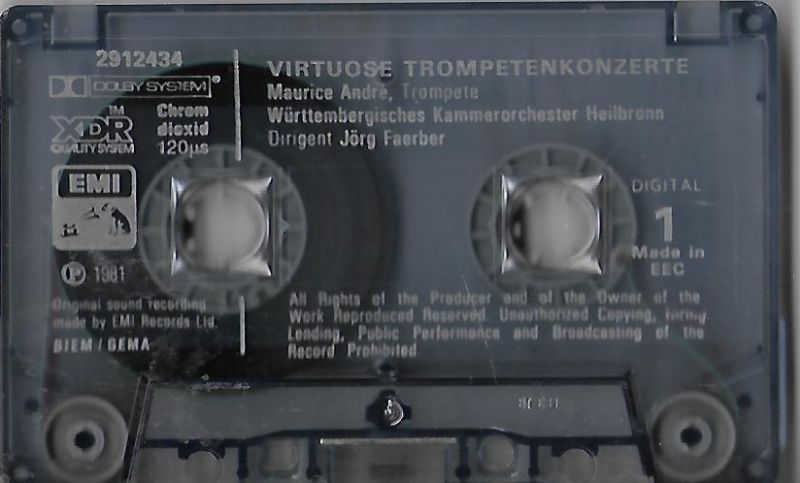 2912434
DOLBY SYSTEM
XDR
TM
QUALITY SYSTEM
Chrom
dioxid
120µs
EMI
Ⓟ 1981
Original sound recording
made by EMI Records Ltd.
BIEM / GEMA
VIRTUOSE TROMPETENKONZERTE
Maurice André, Trompete
Württembergisches Kammerorchester Heilbronn
Dirigent Jörg Faerber
DIGITAL
1
Made in
EEC
All Rights of the Producer and of the Owner of the
Work Reproduced Reserved. Unauthorized Copying, Hiring,
Lending, Public Performance and Broadcasting of the
Record Prohibited